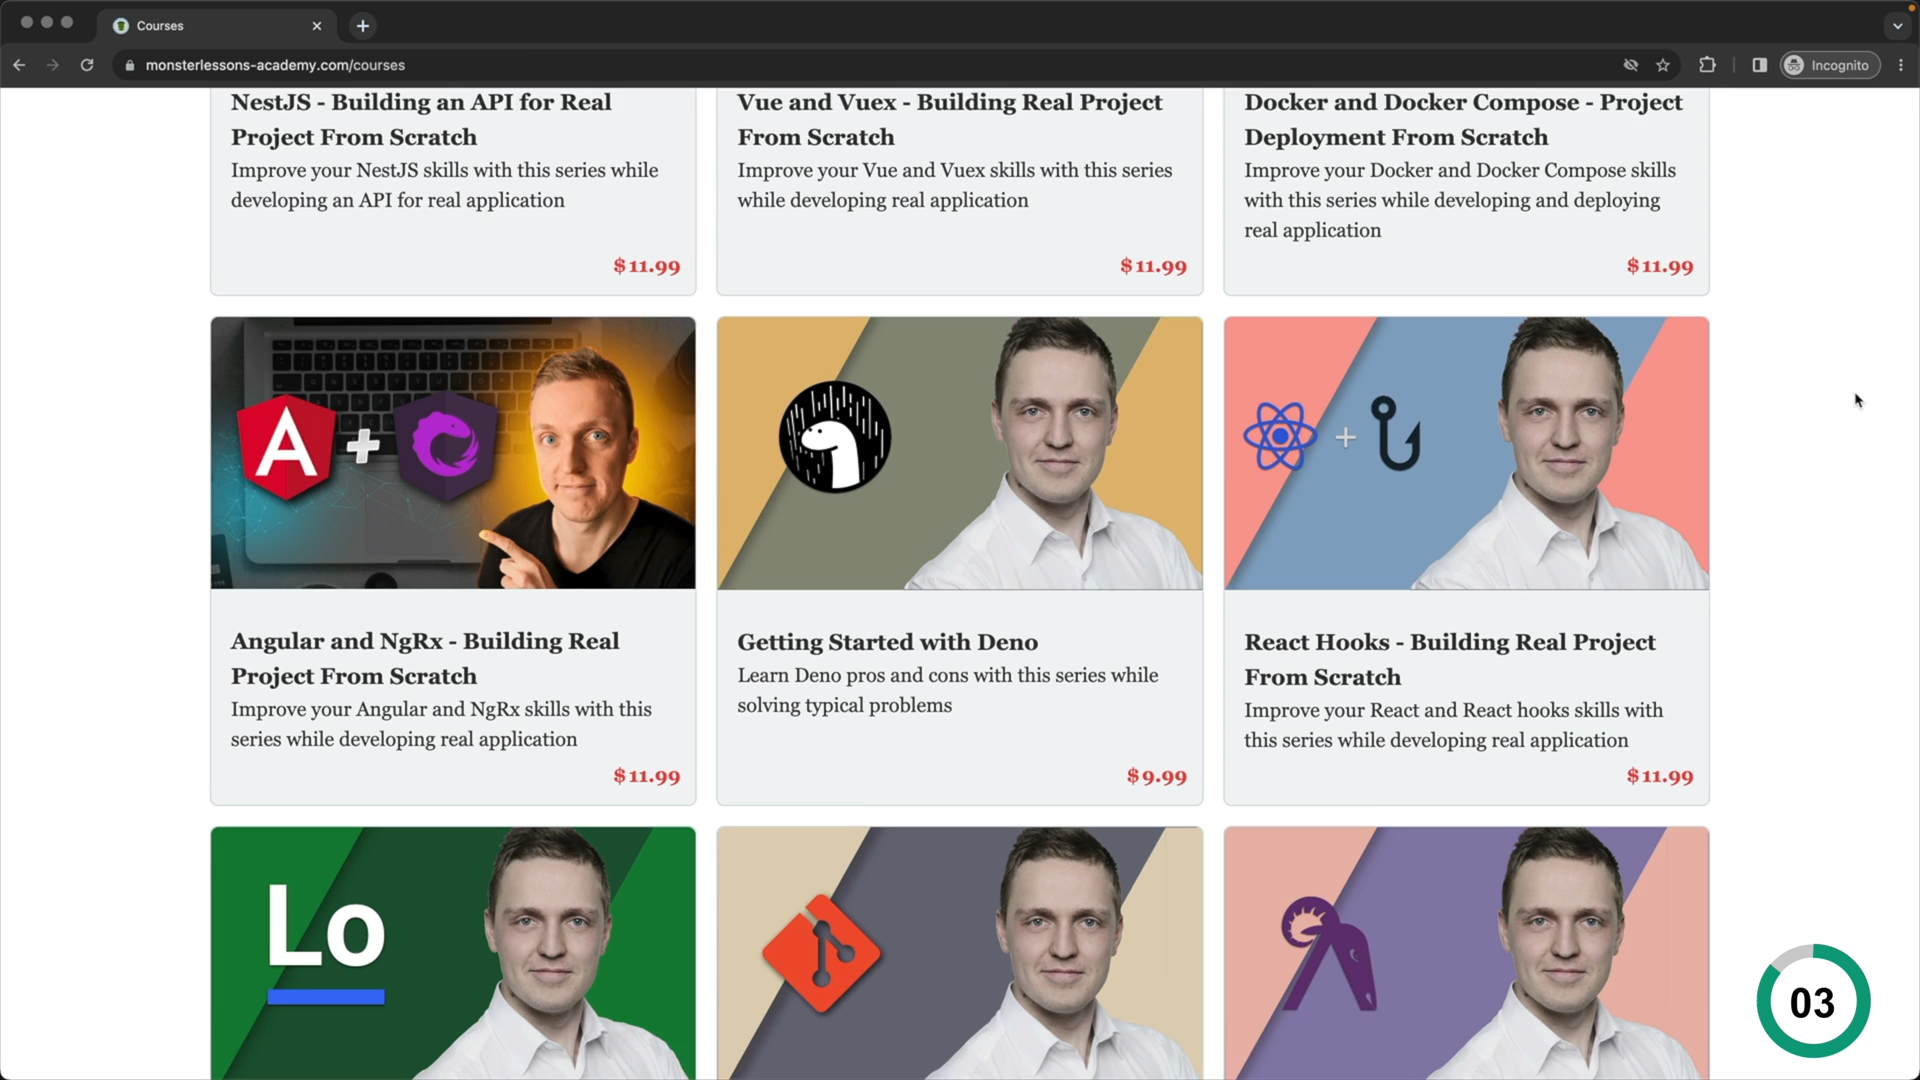 Courses
monsterlessons-academy.com/courses
Incognito
NestJS - Building an API for Real
Project From Scratch
Improve your NestJS skills with this series while
developing an API for real application
$11.99
Vue and Vuex - Building Real Project
From Scratch
Improve your Vue and Vuex skills with this series
while developing real application
$11.99
Docker and Docker Compose - Project
Deployment From Scratch
Improve your Docker and Docker Compose skills
with this series while developing and deploying
real application
$11.99
A
Angular and NgRx - Building Real
Project From Scratch
Improve your Angular and NgRx skills with this
series while developing real application
$11.99
Getting Started with Deno
Learn Deno pros and cons with this series while
solving typical problems
$9.99
React Hooks - Building Real Project
From Scratch
Improve your React and React hooks skills with
this series while developing real application
$11.99
Lo
03